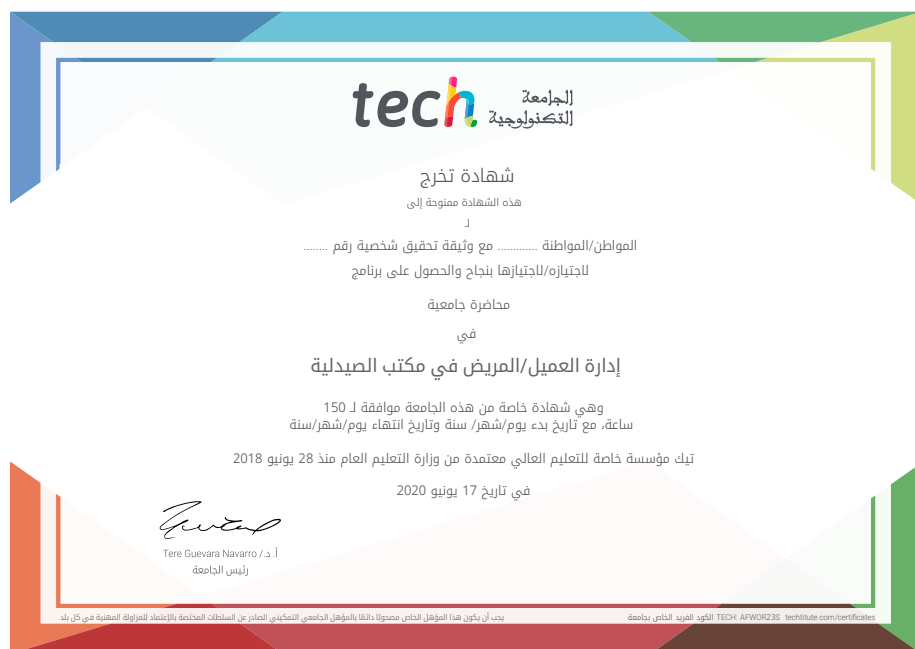 tech الجامعة التكنولوجية
شهادة تخرج
هذه الشهادة ممنوحة إلى
لـ
المواطن/المواطنة ............. مع وثيقة تحقيق شخصية رقم ........
لاجتيازه/لاجتيازها بنجاح والحصول على برنامج
محاضرة جامعية
في
إدارة العميل/المريض في مكتب الصيدلية
وهي شهادة خاصة من هذه الجامعة موافقة لـ 150
ساعة، مع تاريخ بدء يوم/شهر/ سنة وتاريخ انتهاء يوم/شهر/سنة
تيك مؤسسة خاصة للتعليم العالي معتمدة من وزارة التعليم العام منذ 28 يونيو 2018
في تاريخ 17 يونيو 2020
أ. د./ Tere Guevara Navarro
رئيس الجامعة
يجب أن يكون هذا المؤهل الخاص مصحوبًا دائمًا بالمؤهل الجامعي التمكيني الصادر عن السلطات المختصة بالإعتماد للمزاولة المهنية في كل بلد.
الكود الفريد الخاص بجامعة TECH: AFWOR23S techtitute.com/certificates